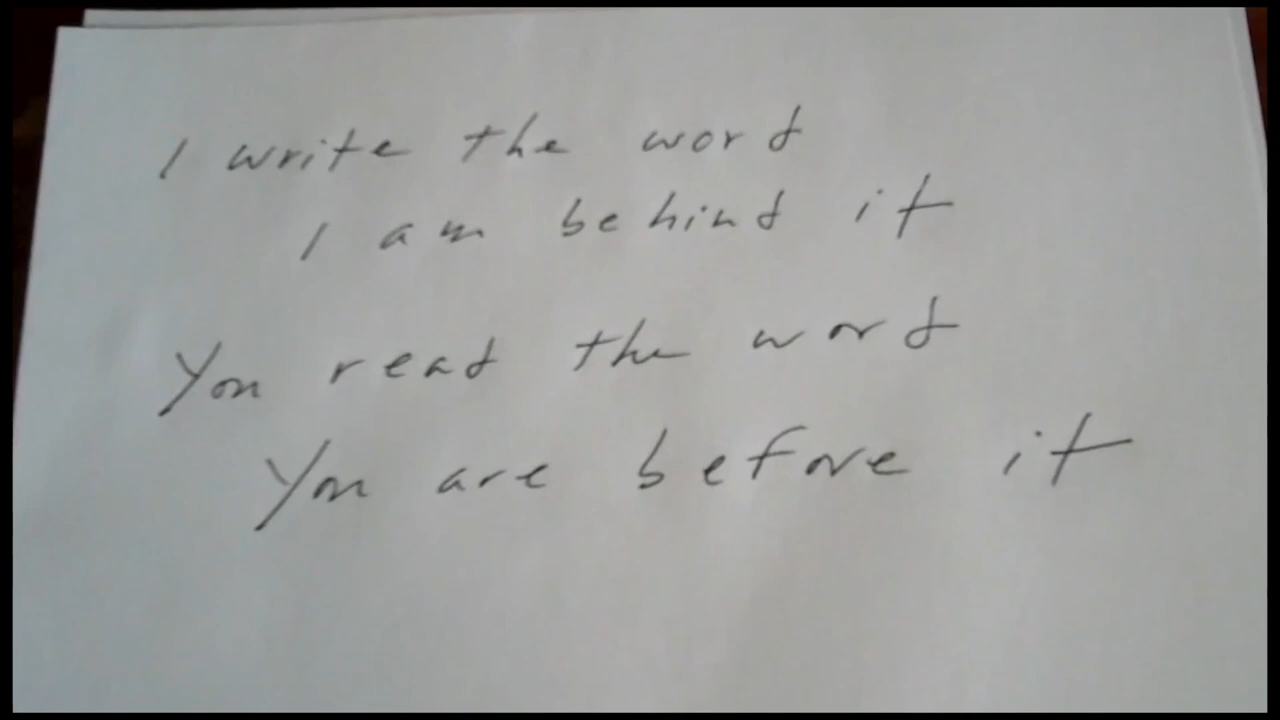 I write the word
I am behind it
You read the word
You are before it